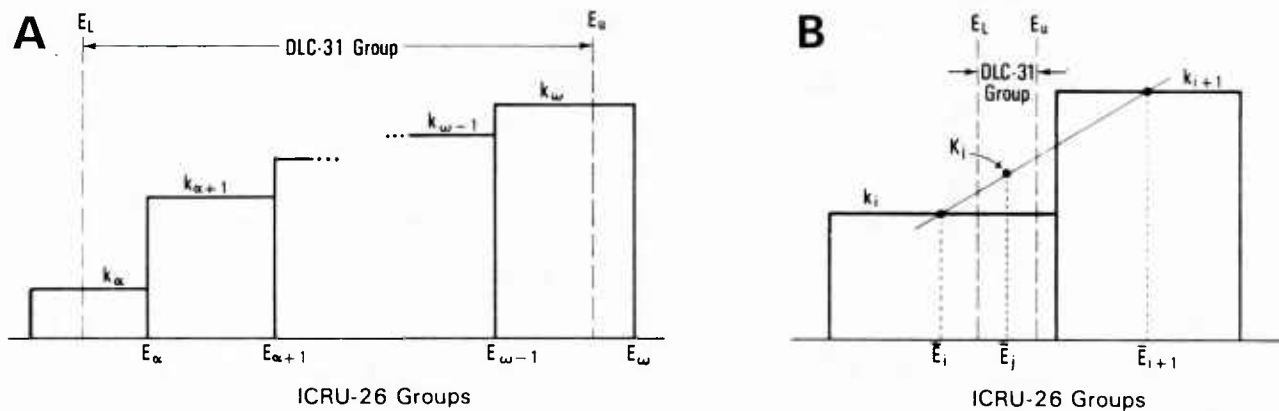 A
E_L
E_u
DLC-31 Group
k_α
k_α+1
...
...
k_ω-1
k_ω
E_α
E_α+1
E_ω-1
E_ω
ICRU-26 Groups
B
E_L
E_u
DLC-31
Group
k_i
K_i
k_i+1
Ē_i
Ē_j
Ē_i+1
ICRU-26 Groups